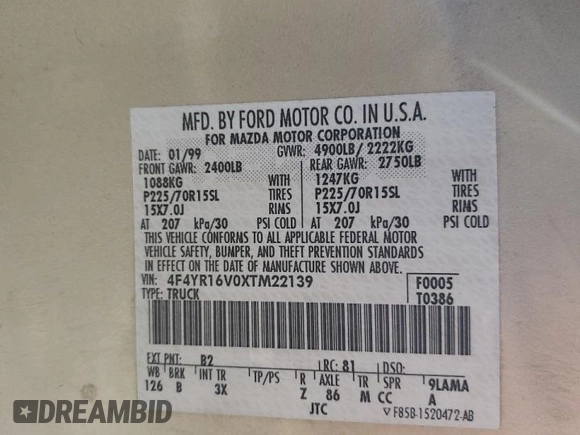 MFD. BY FORD MOTOR CO. IN U.S.A.
FOR MAZDA MOTOR CORPORATION
DATE: 01/99 GVWR: 4900LB/ 2222KG
FRONT GAWR: 2400LB REAR GAWR: 2750LB
1088KG WITH 1247KG WITH
P225/70R15SL TIRES P225/70R15SL TIRES
15X7.0J RIMS 15X7.0J RIMS
AT 207 kPa/30 PSI COLD AT 207 kPa/30 PSI COLD
THIS VEHICLE CONFORMS TO ALL APPLICABLE FEDERAL MOTOR
VEHICLE SAFETY, BUMPER, AND THEFT PREVENTION STANDARDS
IN EFFECT ON THE DATE OF MANUFACTURE SHOWN ABOVE.
VIN: 4F4YR16V0XTM22139 F0005
TYPE: TRUCK T0386
EXT PNT: B2 RC: 81 DSO:
WB BRK INT TR TP/PS R AXLE TR SPR 9LAMA
126 B 3X Z 86 M CC A
JTC F85B-1520472-AB
DREAMBID